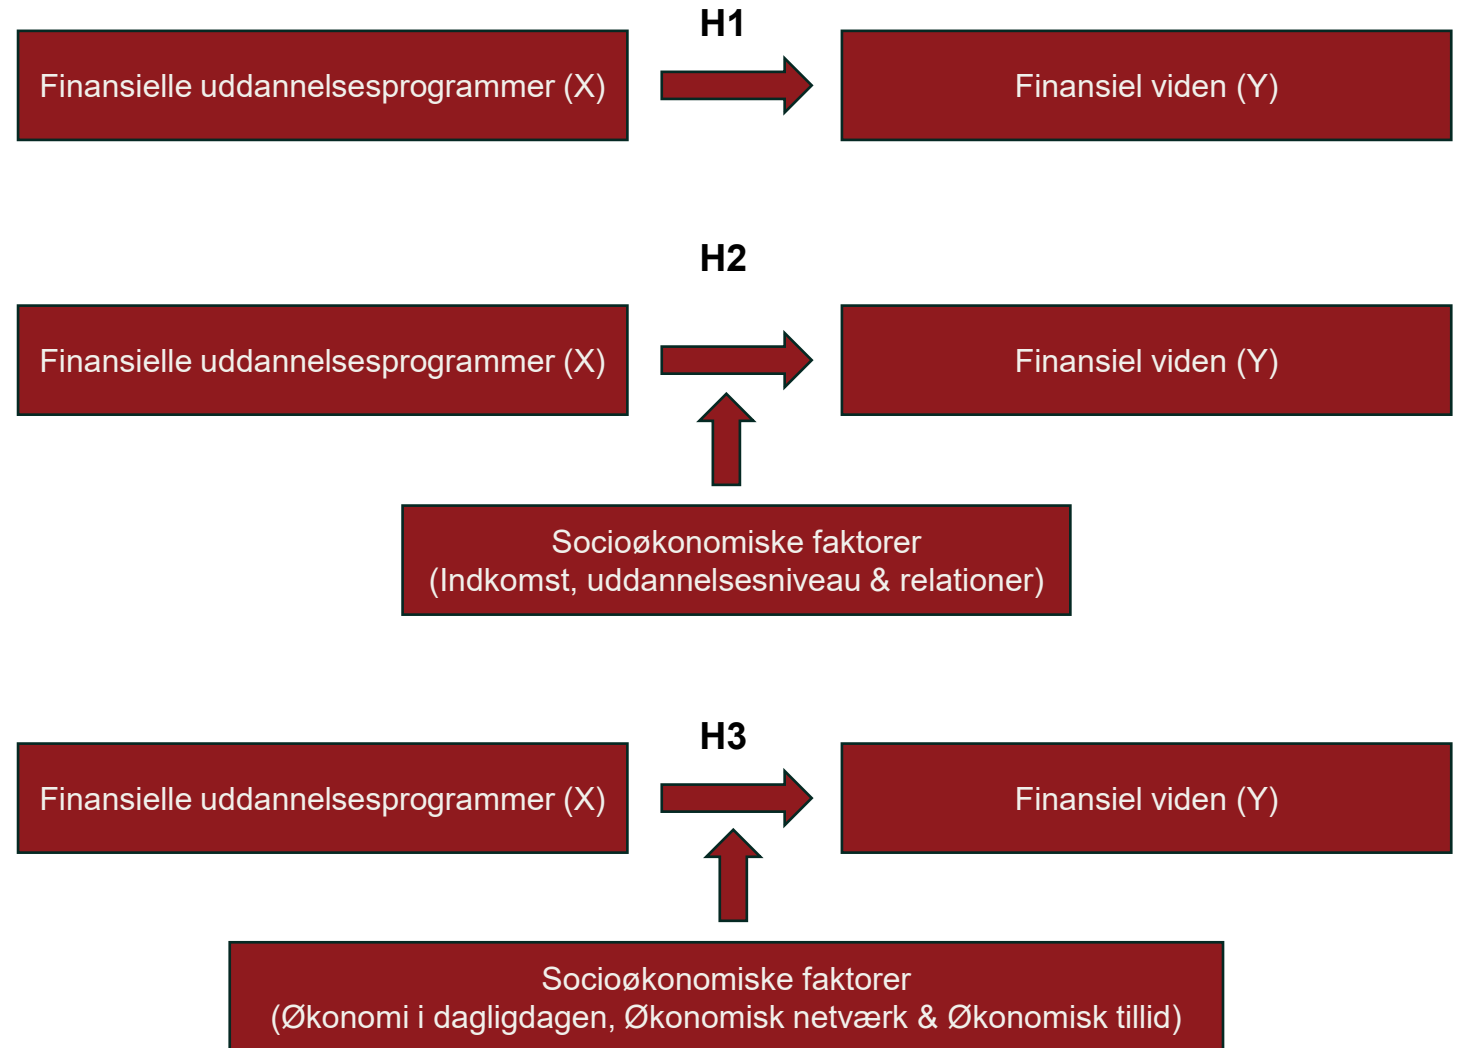 H1
Finansielle uddannelsesprogrammer (X)
Finansiel viden (Y)
H2
Finansielle uddannelsesprogrammer (X)
Finansiel viden (Y)
Socioøkonomiske faktorer
(Indkomst, uddannelsesniveau & relationer)
H3
Finansielle uddannelsesprogrammer (X)
Finansiel viden (Y)
Socioøkonomiske faktorer
(Økonomi i dagligdagen, Økonomisk netværk & Økonomisk tillid)